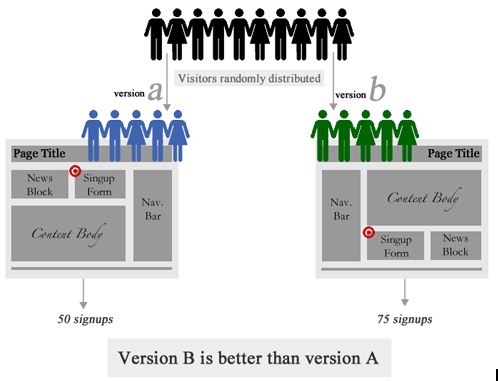 Visitors randomly distributed
version a
version b
Page Title
News
Block
Singup
Form
Nav.
Bar
Content Body
50 signups
Page Title
Nav.
Bar
Content Body
Singup
Form
News
Block
75 signups
Version B is better than version A